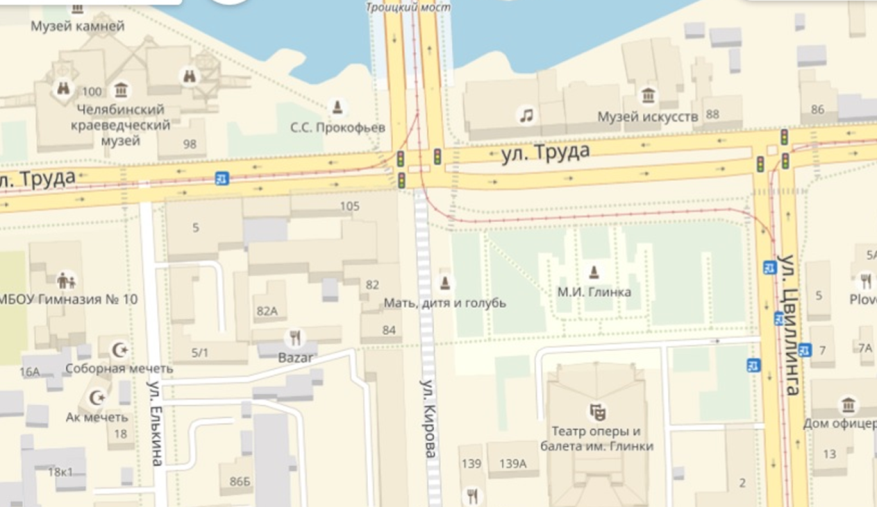 Троицкий мост
Музей камней
100
Челябинский
краеведческий
музей
98
С.С. Прокофьев
Музей искусств
88
86
ул. Труда
л. Труда
105
5
82
82А
84
5/1
Bazar
МБОУ Гимназия № 10
Соборная мечеть
16А
Ак мечеть
18
18к1
86Б
ул. Елькина
ул. Кирова
Мать, дитя и голубь
М.И. Глинка
Театр оперы и
балета им. Глинки
139
139А
2
ул. Цвиллинга
5А
5
Plov
7
7А
Дом офицер
13